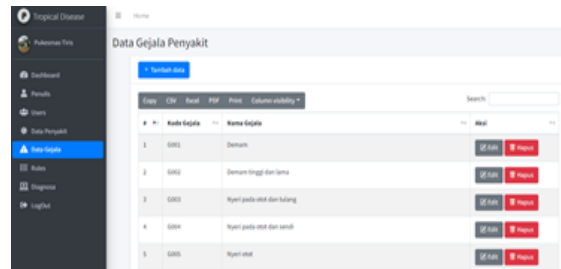 Tropical Disease
Home
Puskesmas Tiris
Data Gejala Penyakit
Dashboard
Penulis
Users
Data Penyakit
Data Gejala
Rules
Diagnosa
LogOut
+ Tambah data
Copy CSV Excel PDF Print Column visibility
Search:
# Kode Gejala Nama Gejala Aksi
1 G001 Demam Edit Hapus
2 G002 Demam tinggi dan lama Edit Hapus
3 G003 Nyeri pada otot dan tulang Edit Hapus
4 G004 Nyeri pada otot dan sendi Edit Hapus
5 G005 Nyeri otot Edit Hapus